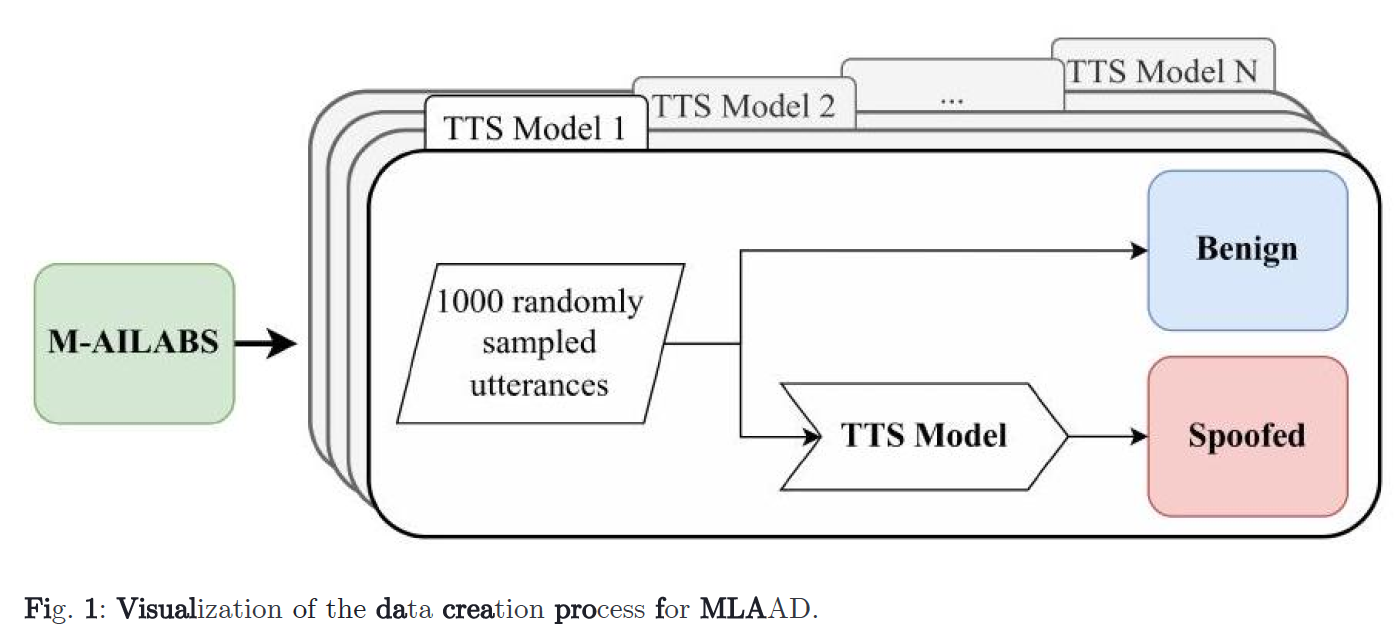 TTS Model N
...
TTS Model 2
TTS Model 1
M-AILABS
1000 randomly
sampled
utterances
Benign
TTS Model
Spoofed
Fig. 1: Visualization of the data creation process for MLAAD.